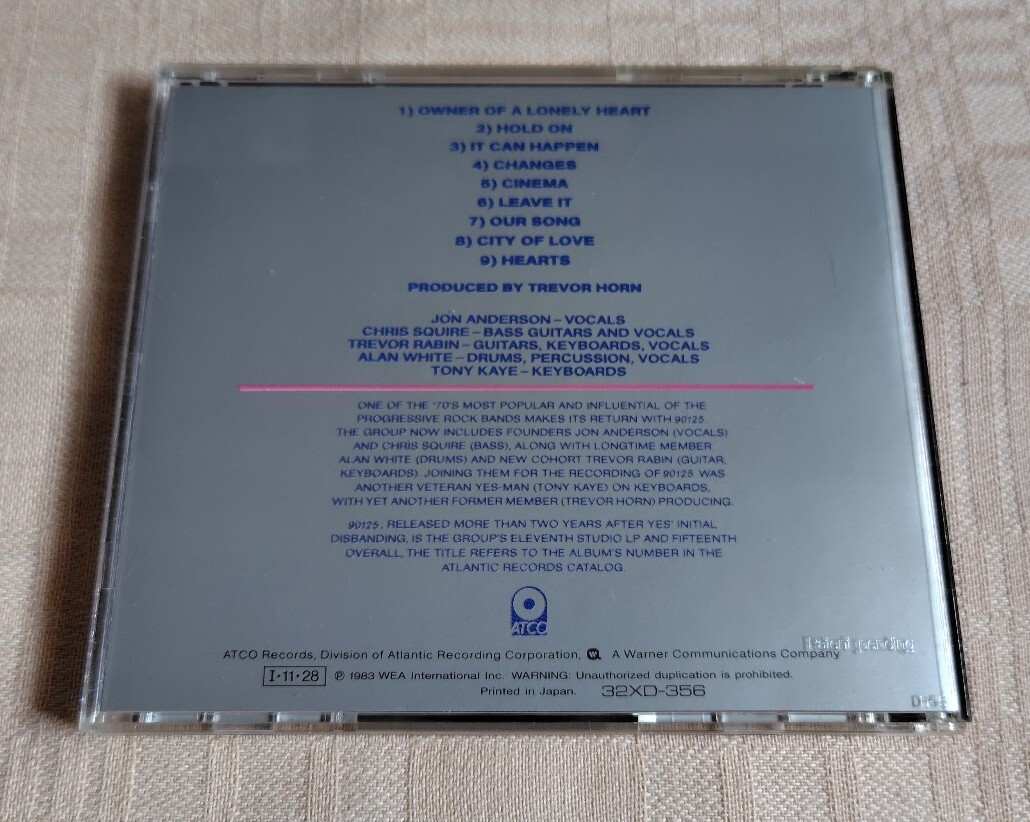 1) OWNER OF A LONELY HEART
2) HOLD ON
3) IT CAN HAPPEN
4) CHANGES
5) CINEMA
6) LEAVE IT
7) OUR SONG
8) CITY OF LOVE
9) HEARTS
PRODUCED BY TREVOR HORN
JON ANDERSON – VOCALS
CHRIS SQUIRE – BASS GUITARS AND VOCALS
TREVOR RABIN – GUITARS, KEYBOARDS, VOCALS
ALAN WHITE – DRUMS, PERCUSSION, VOCALS
TONY KAYE – KEYBOARDS
ONE OF THE '70'S MOST POPULAR AND INFLUENTIAL OF THE
PROGRESSIVE ROCK BANDS MAKES ITS RETURN WITH 90125.
THE GROUP NOW INCLUDES FOUNDERS JON ANDERSON (VOCALS)
AND CHRIS SQUIRE (BASS), ALONG WITH LONGTIME MEMBER
ALAN WHITE (DRUMS) AND NEW COHORT TREVOR RABIN (GUITAR,
KEYBOARDS). JOINING THEM FOR THE RECORDING OF 90125 WAS
ANOTHER VETERAN YES-MAN (TONY KAYE) ON KEYBOARDS,
WITH YET ANOTHER FORMER MEMBER (TREVOR HORN) PRODUCING.
90125, RELEASED MORE THAN TWO YEARS AFTER YES' INITIAL
DISBANDING, IS THE GROUP'S ELEVENTH STUDIO LP AND FIFTEENTH
OVERALL, THE TITLE REFERS TO THE ALBUM'S NUMBER IN THE
ATLANTIC RECORDS CATALOG.
ATCO
Patent pending
ATCO Records, Division of Atlantic Recording Corporation, A Warner Communications Company
I·11·28 ℗ 1983 WEA International Inc. WARNING: Unauthorized duplication is prohibited.
Printed in Japan. 32XD-356